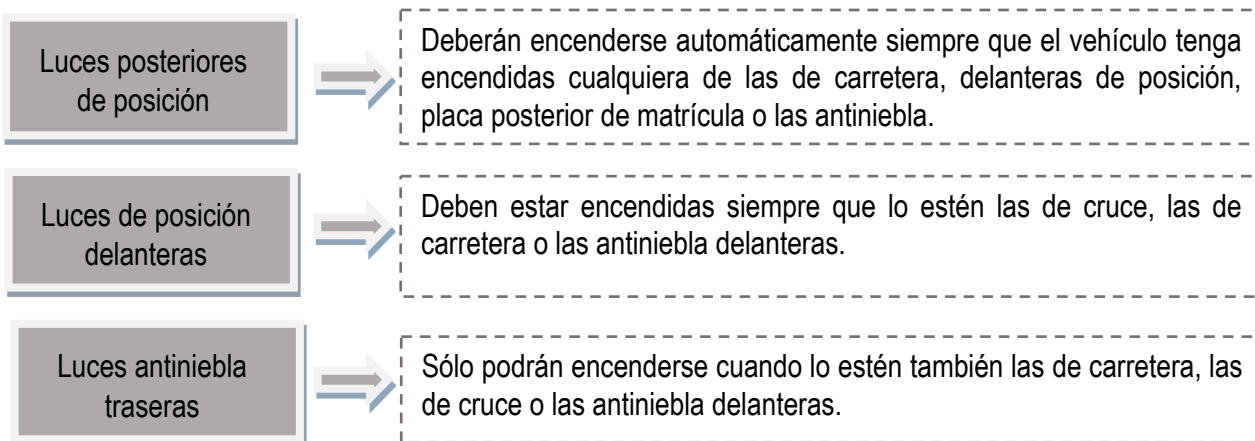 Luces posteriores
de posición
Deberán encenderse automáticamente siempre que el vehículo tenga
encendidas cualquiera de las de carretera, delanteras de posición,
placa posterior de matrícula o las antiniebla.
Luces de posición
delanteras
Deben estar encendidas siempre que lo estén las de cruce, las de
carretera o las antiniebla delanteras.
Luces antiniebla
traseras
Sólo podrán encenderse cuando lo estén también las de carretera, las
de cruce o las antiniebla delanteras.